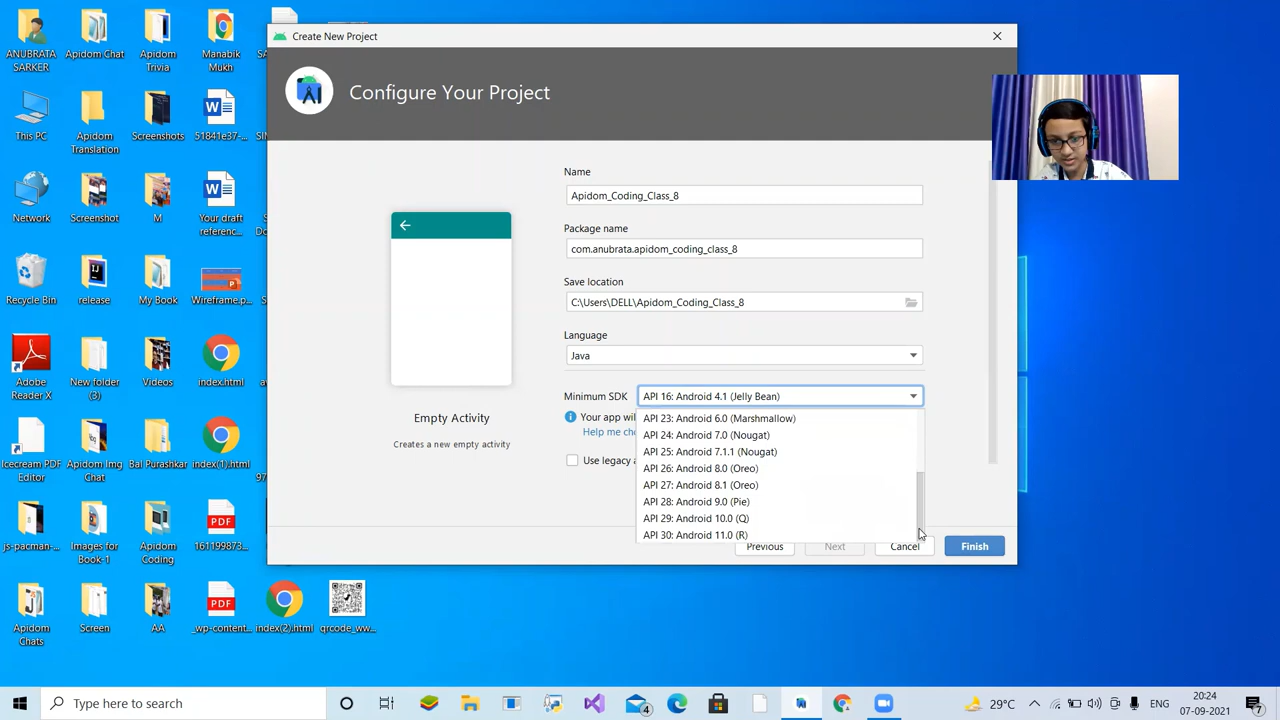 ANUBRATA
SARKER
Apidom Chat
Apidom
Trivia
Manabik
Mukh
This PC
Apidom
Translation
Screenshots
51841e37-...
Network
Screenshot
M
Your draft
referenc...
Recycle Bin
release
My Book
Wireframe.p...
Adobe
Reader X
New folder
(3)
Videos
index.html
Icecream PDF
Editor
Apidom Img
Chat
Bal Purashkar
index(1).html
js-pacman-...
Images for
Book-1
Apidom
Coding
161199873...
Apidom
Chats
Screen
AA
_wp-content...
index(2).html
qrcode_ww...
Create New Project
Configure Your Project
Name
Apidom_Coding_Class_8
Package name
com.anubrata.apidom_coding_class_8
Save location
C:\Users\DELL\Apidom_Coding_Class_8
Language
Java
Minimum SDK
API 16: Android 4.1 (Jelly Bean)
Your app wil
Help me ch
Use legacy a
API 23: Android 6.0 (Marshmallow)
API 24: Android 7.0 (Nougat)
API 25: Android 7.1.1 (Nougat)
API 26: Android 8.0 (Oreo)
API 27: Android 8.1 (Oreo)
API 28: Android 9.0 (Pie)
API 29: Android 10.0 (Q)
API 30: Android 11.0 (R)
Empty Activity
Creates a new empty activity
Previous
Next
Cancel
Finish
Type here to search
4
29°C
ENG
20:24
07-09-2021
7